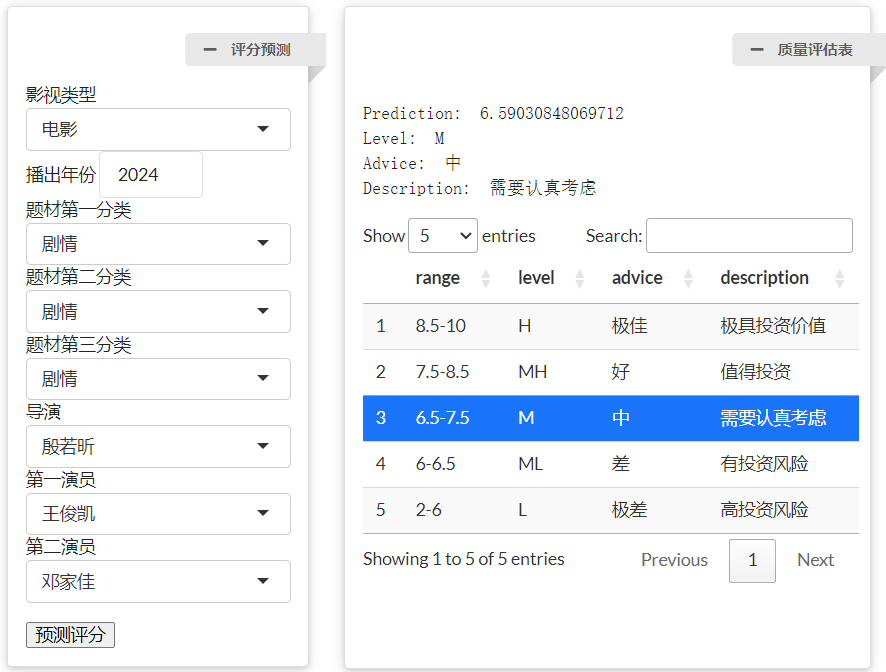 评分预测
影视类型
电影
播出年份 2024
题材第一分类
剧情
题材第二分类
剧情
题材第三分类
剧情
导演
殷若昕
第一演员
王俊凯
第二演员
邓家佳
预测评分
质量评估表
Prediction: 6.59030848069712
Level: M
Advice: 中
Description: 需要认真考虑
Show 5 entries Search:
range level advice description
1 8.5-10 H 极佳 极具投资价值
2 7.5-8.5 MH 好 值得投资
3 6.5-7.5 M 中 需要认真考虑
4 6-6.5 ML 差 有投资风险
5 2-6 L 极差 高投资风险
Showing 1 to 5 of 5 entries Previous 1 Next